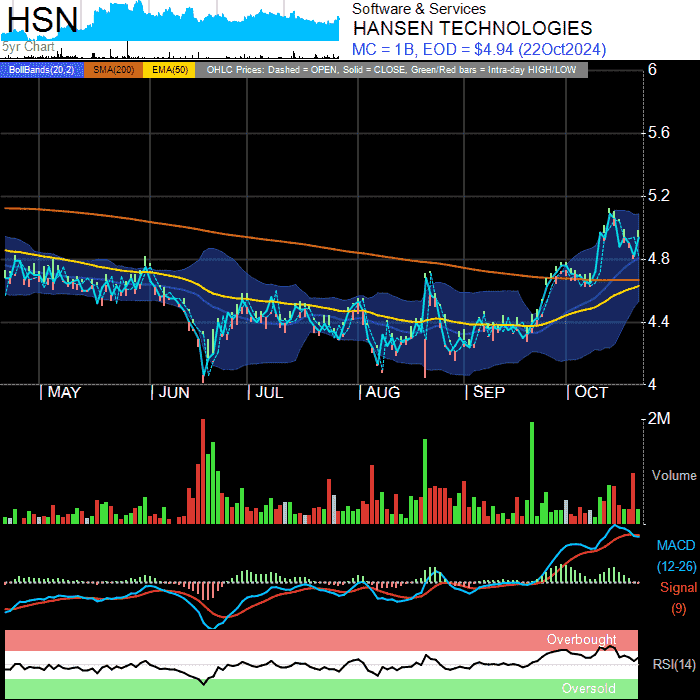 HSN
5yr Chart
Software & Services
HANSEN TECHNOLOGIES
MC = 1B, EOD = $4.94 (22Oct2024)
BollBands(20,2) SMA(200) EMA(50) OHLC Prices: Dashed = OPEN, Solid = CLOSE, Green/Red bars = Intra-day HIGH/LOW
6
5.6
5.2
4.8
4.4
4
MAY JUN JUL AUG SEP OCT
2M
Volume
MACD
(12-26)
Signal
(9)
Overbought
RSI(14)
Oversold